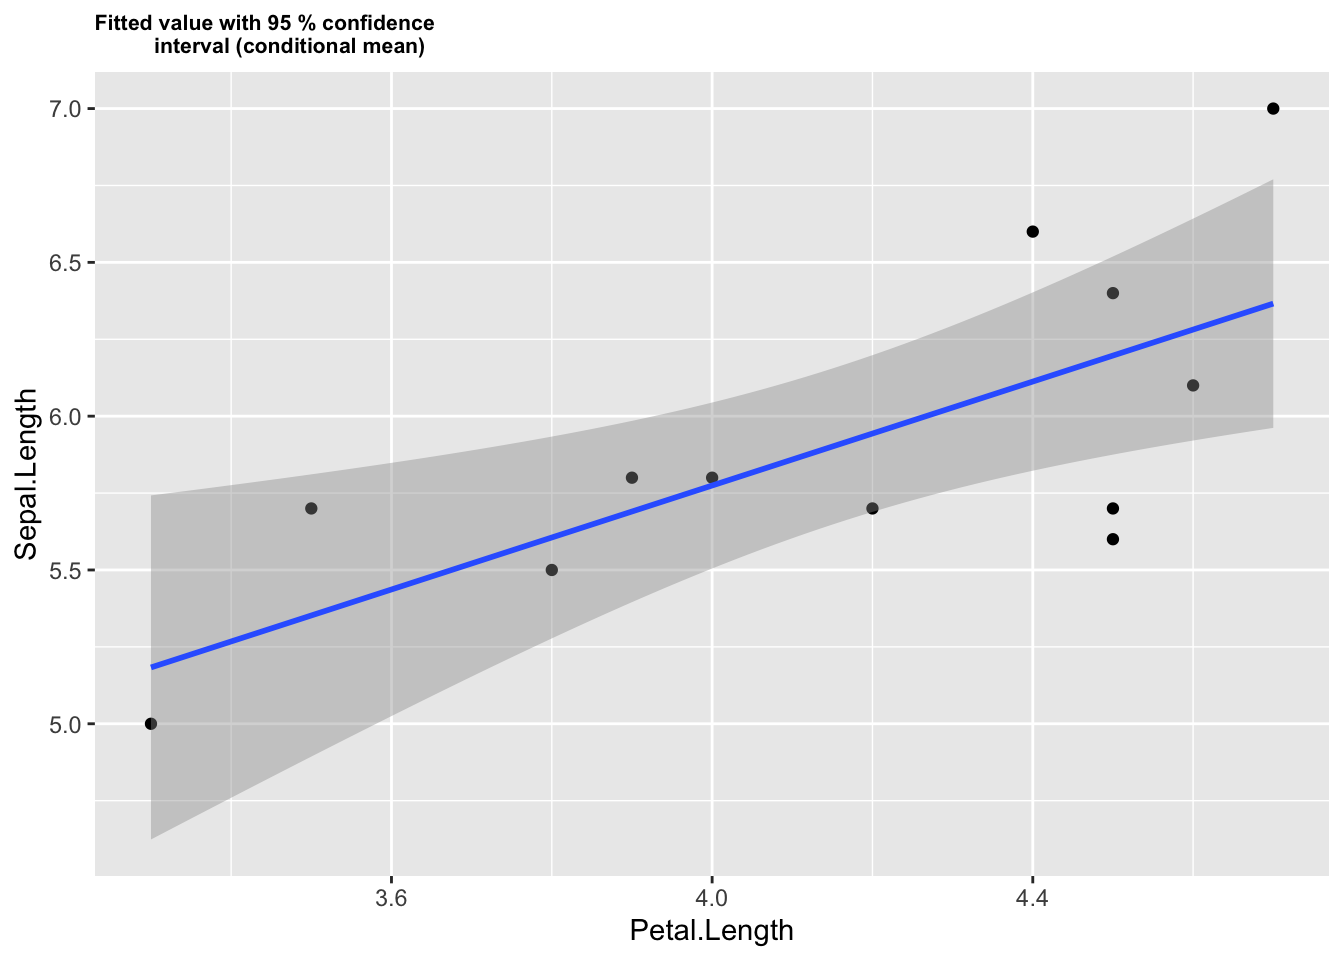 Fitted value with 95 % confidence
interval (conditional mean)
7.0
6.5
6.0
5.5
5.0
Sepal.Length
3.6 4.0 4.4
Petal.Length